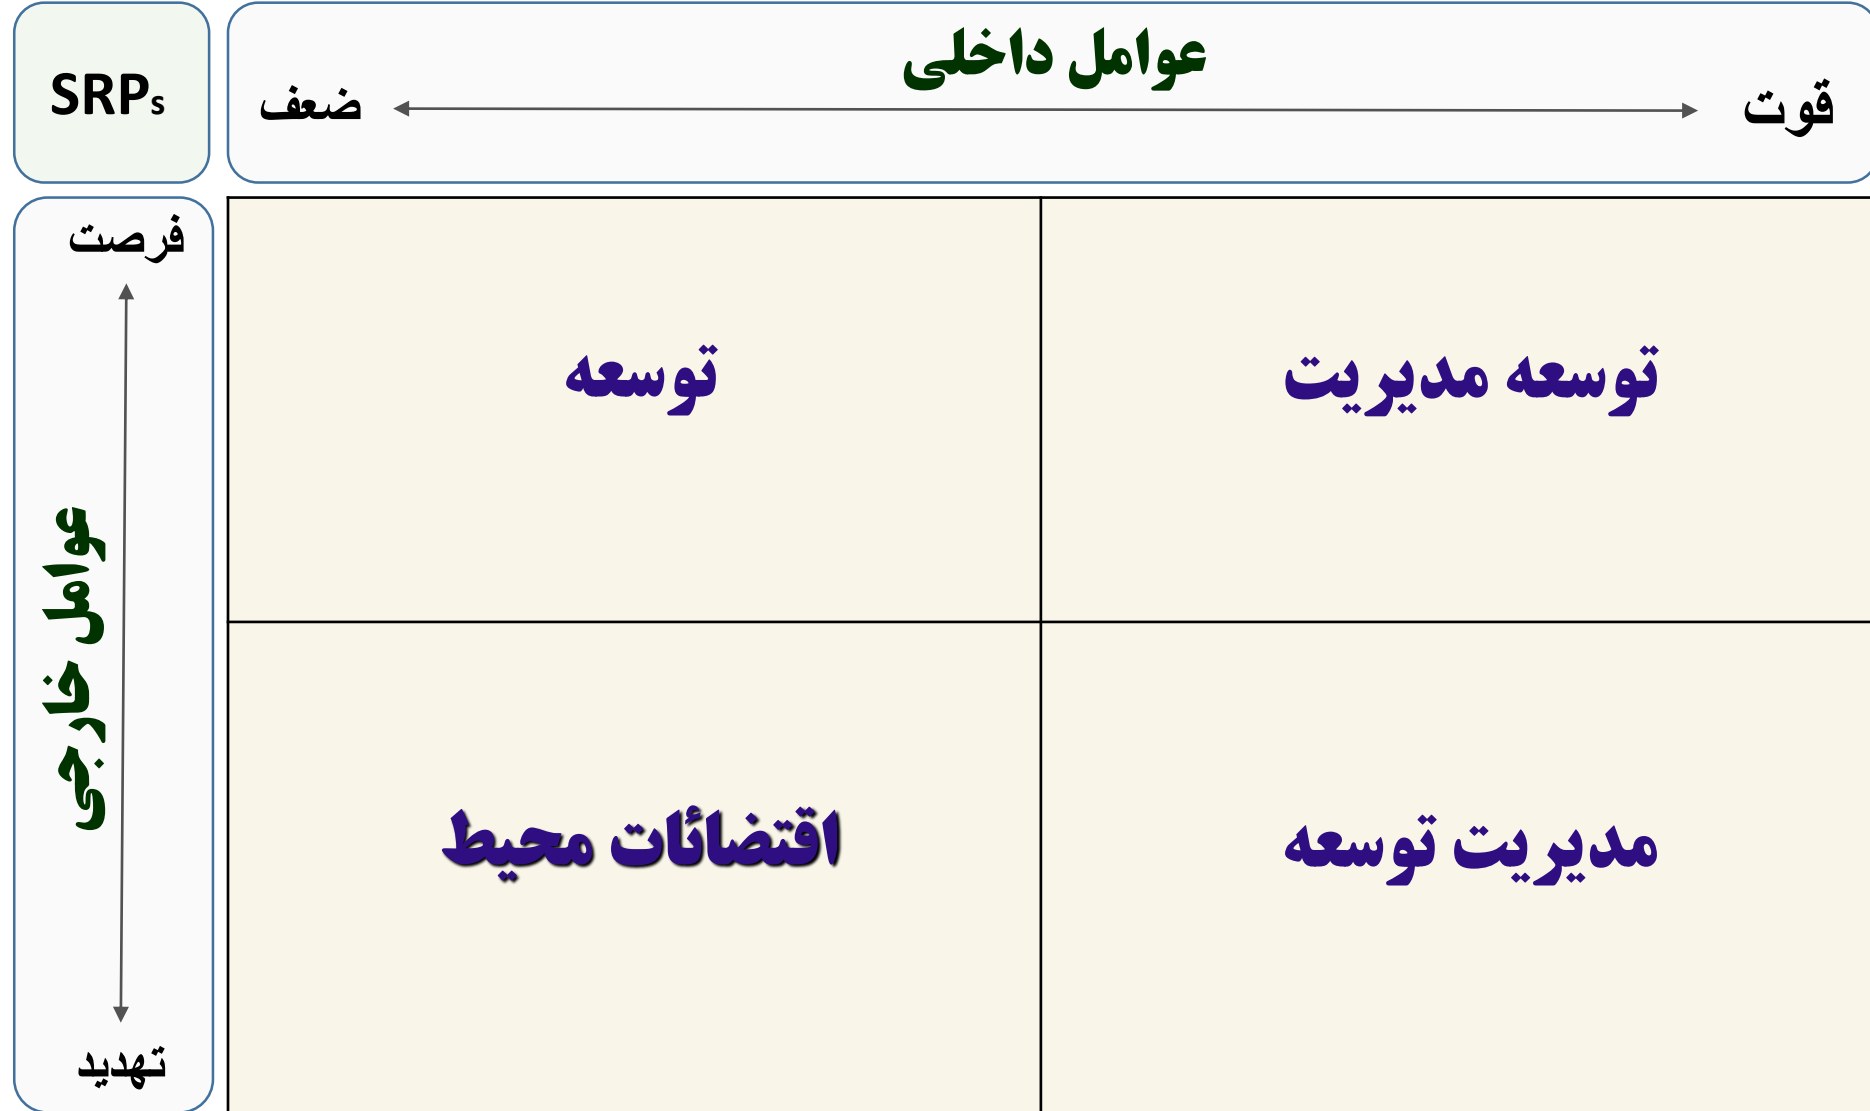 SRPs
عوامل داخلی
قوت
ضعف
فرصت
عوامل خارجی
تهدید
توسعه مدیریت
توسعه
مدیریت توسعه
اقتضائات محیط